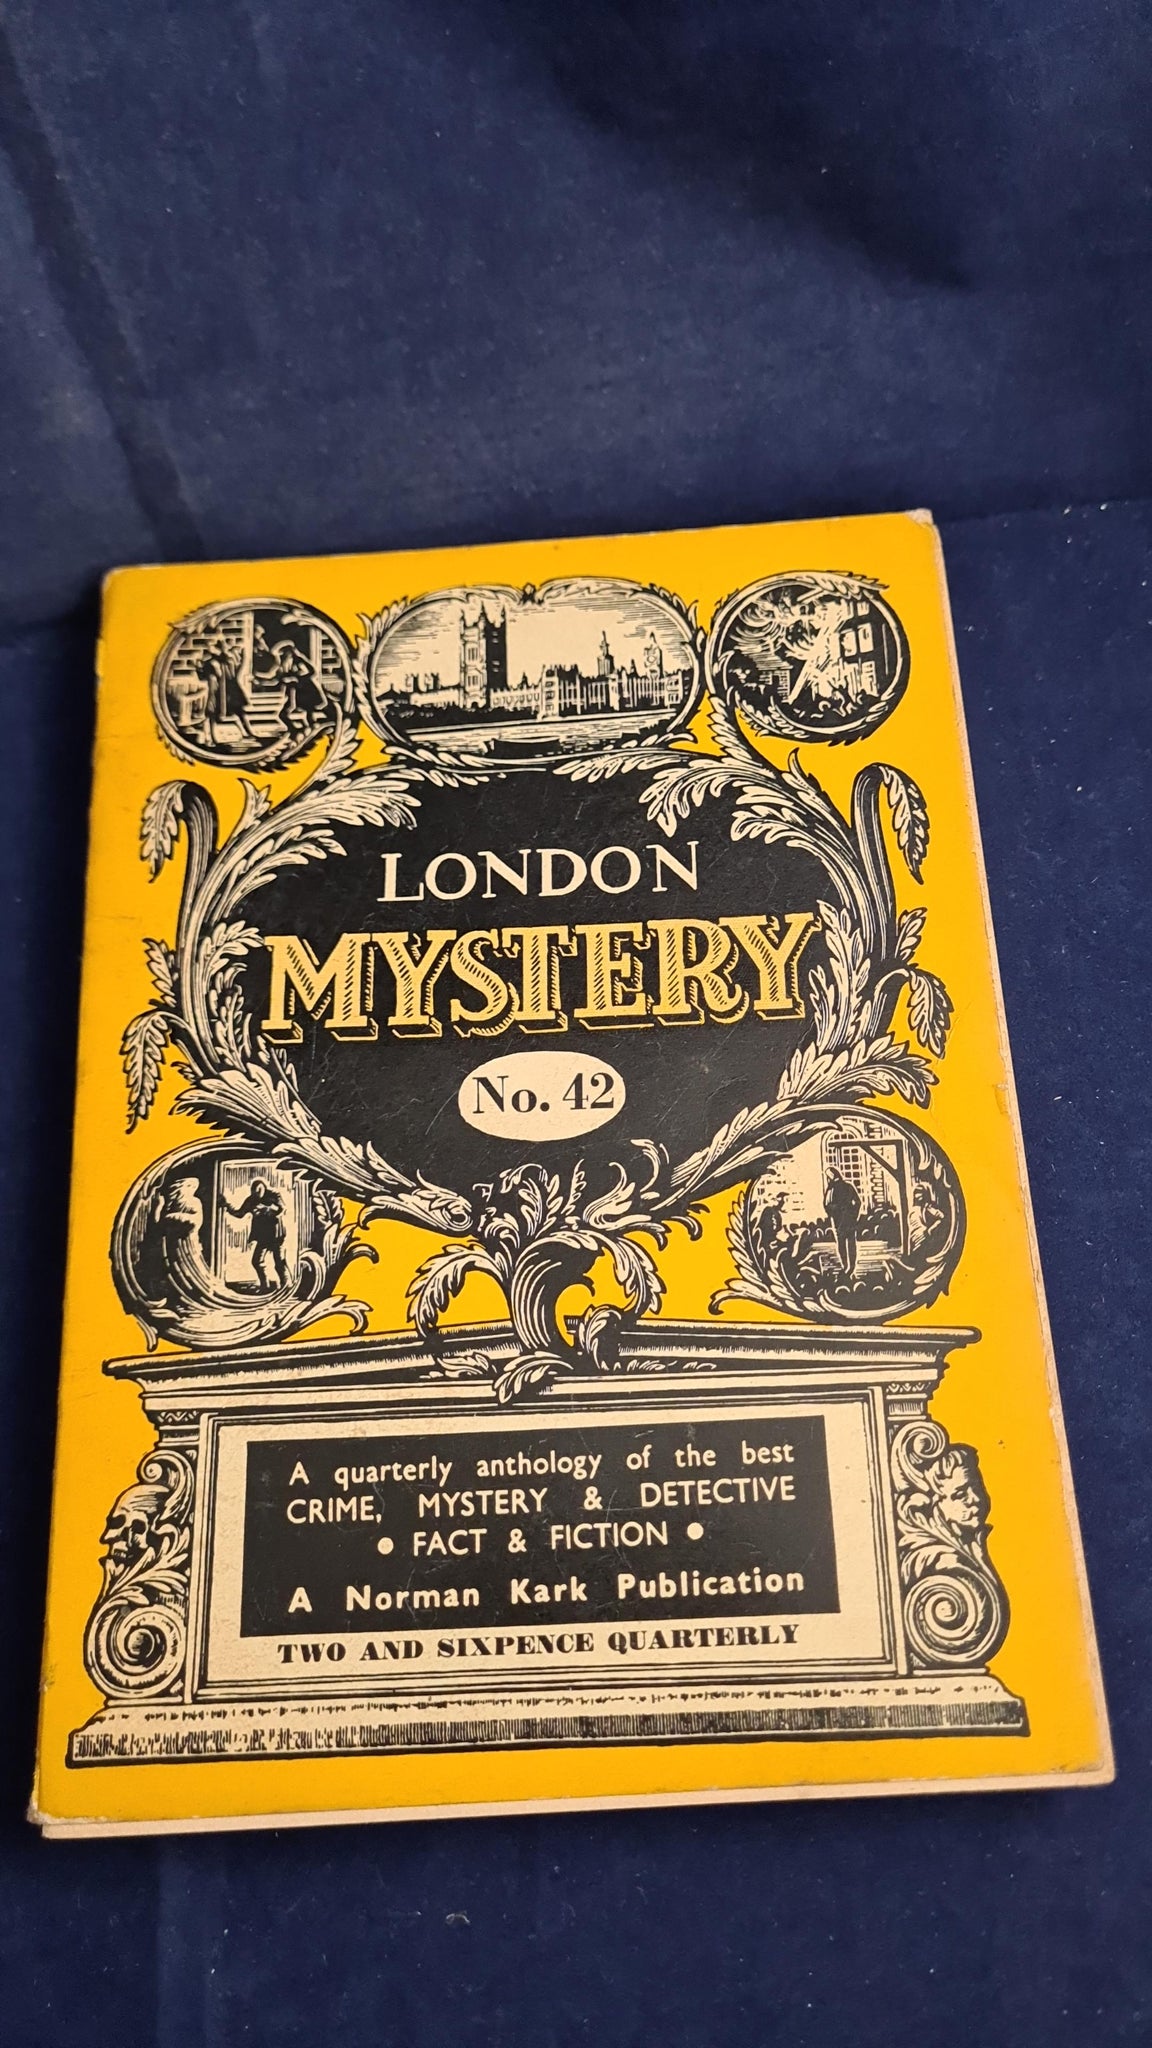 LONDON
MYSTERY
No. 42
A quarterly anthology of the best
CRIME, MYSTERY & DETECTIVE
• FACT & FICTION •
A Norman Kark Publication
TWO AND SIXPENCE QUARTERLY